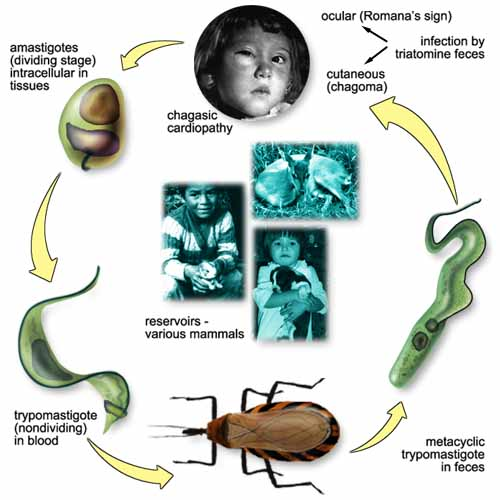 ocular (Romana's sign)
infection by
triatomine feces
cutaneous
(chagoma)
amastigotes
(dividing stage)
intracellular in
tissues
chagasic
cardiopathy
reservoirs -
various mammals
trypomastigote
(nondividing)
in blood
metacyclic
trypomastigote
in feces